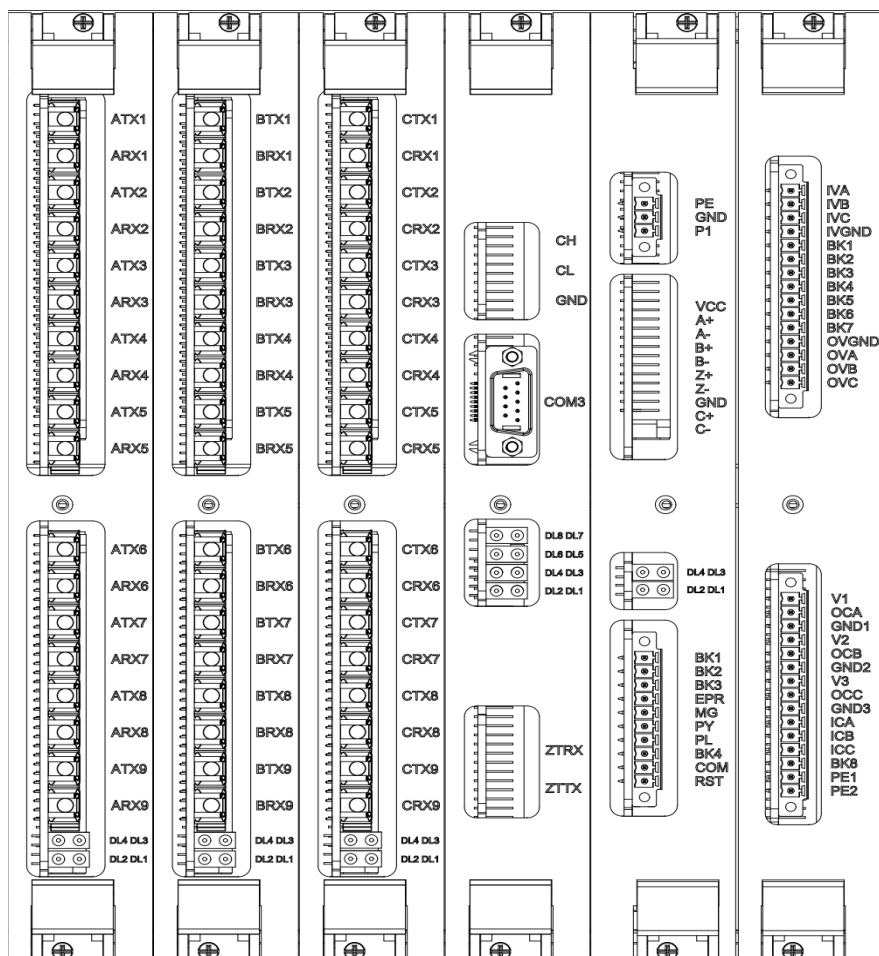 ATX1
ARX1
ATX2
ARX2
ATX3
ARX3
ATX4
ARX4
ATX5
ARX5
ATX6
ARX6
ATX7
ARX7
ATX8
ARX8
ATX9
ARX9
DL4 DL3
DL2 DL1
BTX1
BRX1
BTX2
BRX2
BTX3
BRX3
BTX4
BRX4
BTX5
BRX5
BTX6
BRX6
BTX7
BRX7
BTX8
BRX8
BTX9
BRX9
DL4 DL3
DL2 DL1
CTX1
CRX1
CTX2
CRX2
CTX3
CRX3
CTX4
CRX4
CTX5
CRX5
CTX6
CRX6
CTX7
CRX7
CTX8
CRX8
CTX9
CRX9
DL4 DL3
DL2 DL1
CH
CL
GND
COM3
DL8 DL7
DL6 DL5
DL4 DL3
DL2 DL1
ZTRX
ZTTX
PE
GND
P1
VCC
A+
A-
B+
B-
Z+
Z-
GND
C+
C-
DL4 DL3
DL2 DL1
BK1
BK2
BK3
EPR
MG
PY
PL
BK4
COM
RST
IVA
IVB
IVC
IVGND
BK1
BK2
BK3
BK4
BK5
BK6
BK7
OVGND
OVA
OVB
OVC
V1
OCA
GND1
V2
OCB
GND2
V3
OCC
GND3
ICA
ICB
ICC
BK8
PE1
PE2